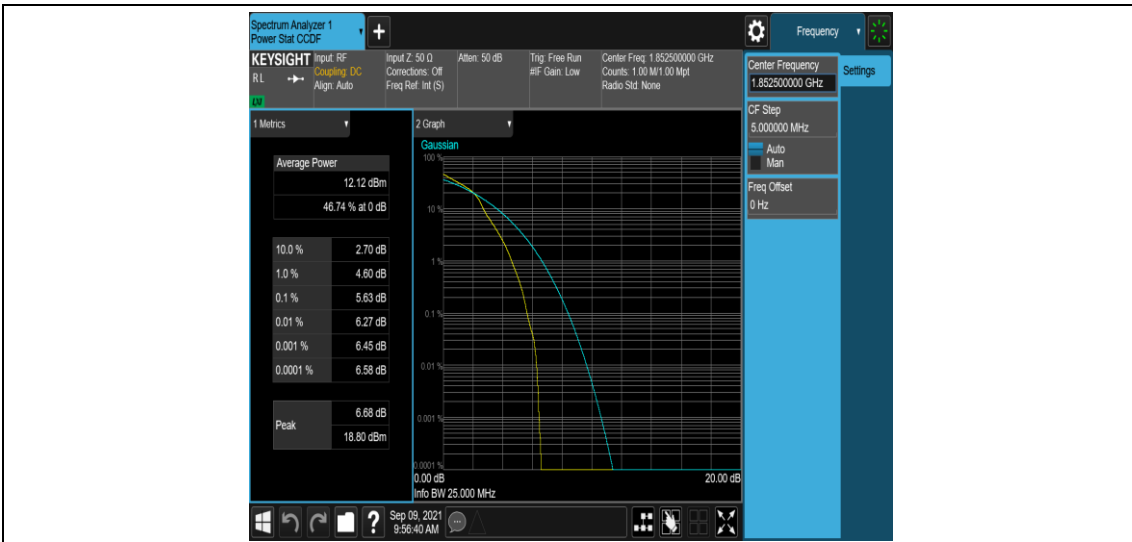 Spectrum Analyzer 1
Power Stat CCDF
+
Frequency
KEYSIGHT
RL
LXI
Input: RF
Coupling: DC
Align: Auto
Input Z: 50 Ω
Corrections: Off
Freq Ref: Int (S)
Atten: 50 dB
Trig: Free Run
#IF Gain: Low
Center Freq: 1.852500000 GHz
Counts: 1.00 M/1.00 Mpt
Radio Std: None
Center Frequency
1.852500000 GHz
Settings
CF Step
5.000000 MHz
Auto
Man
Freq Offset
0 Hz
1 Metrics
Average Power
12.12 dBm
46.74 % at 0 dB
10.0 % 2.70 dB
1.0 % 4.60 dB
0.1 % 5.63 dB
0.01 % 6.27 dB
0.001 % 6.45 dB
0.0001 % 6.58 dB
Peak
6.68 dB
18.80 dBm
2 Graph
Gaussian
100 %
10 %
1 %
0.1 %
0.01 %
0.001 %
0.0001 %
0.00 dB 20.00 dB
Info BW 25.000 MHz
?
Sep 09, 2021
9:56:40 AM